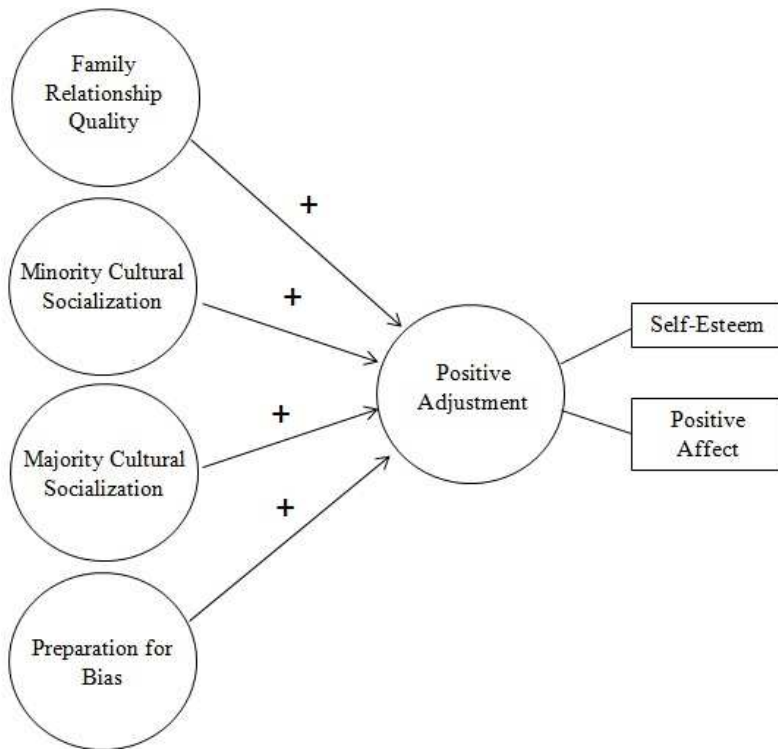 Family
Relationship
Quality
+
Minority Cultural
Socialization
+
Positive
Adjustment
Self-Esteem
Positive
Affect
Majority Cultural
Socialization
+
Preparation for
Bias
+